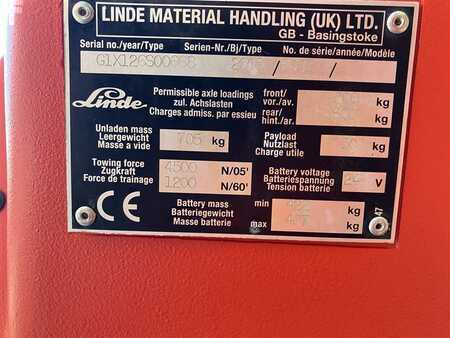 LINDE MATERIAL HANDLING (UK) LTD.
GB - Basingstoke
Serial no./year/Type Serien-Nr./Bj/Type No. de série/année/Modèle
Linde
Permissible axle loadings
zul. Achslasten
Charges admiss. par essieu
front/
vor./av. kg
rear/
hint./ar. kg
Unladen mass
Leergewicht
Masse a vide
705 kg
Payload
Nutzlast
Charge utile
kg
Towing force
Zugkraft
Force de trainage
4500 N/05'
1200 N/60'
Battery voltage
Batteriespannung
Tension batterie
V
CE
Battery mass
Batteriegewicht
Masse batterie
min kg
max kg
47